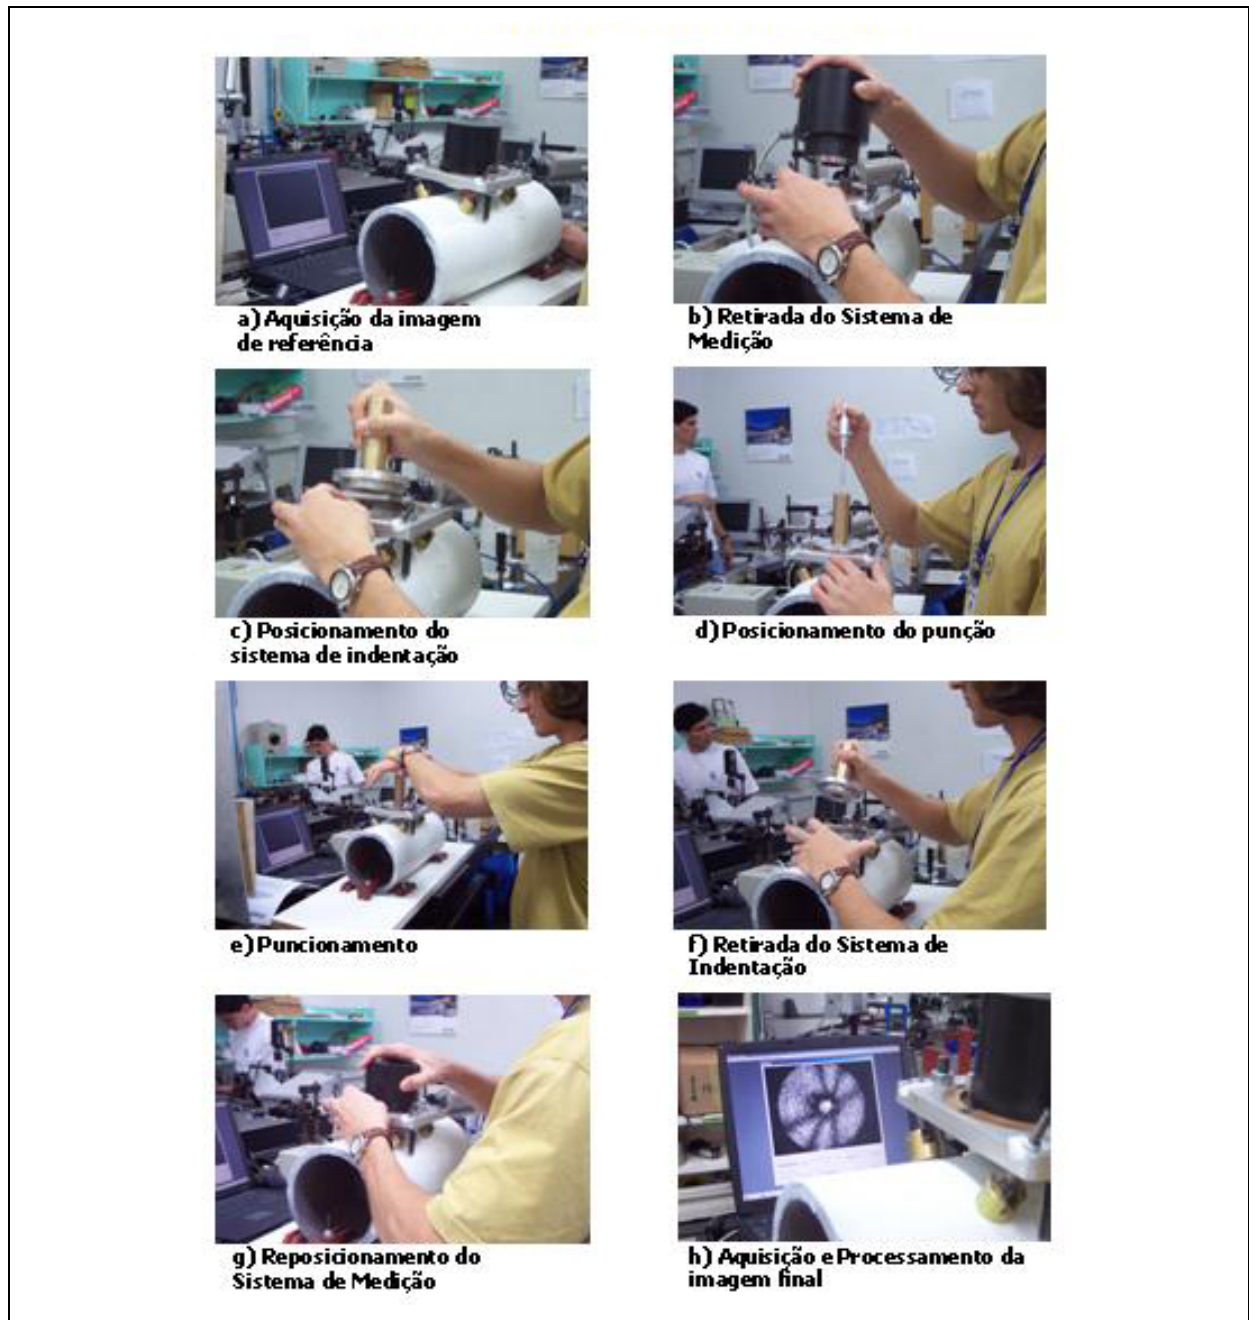 a) Aquisição da imagem
de referência
b) Retirada do Sistema de
Medição
c) Posicionamento do
sistema de indentação
d) Posicionamento do punção
e) Puncionamento
f) Retirada do Sistema de
Indentação
g) Reposicionamento do
Sistema de Medição
h) Aquisição e Processamento da
imagem final